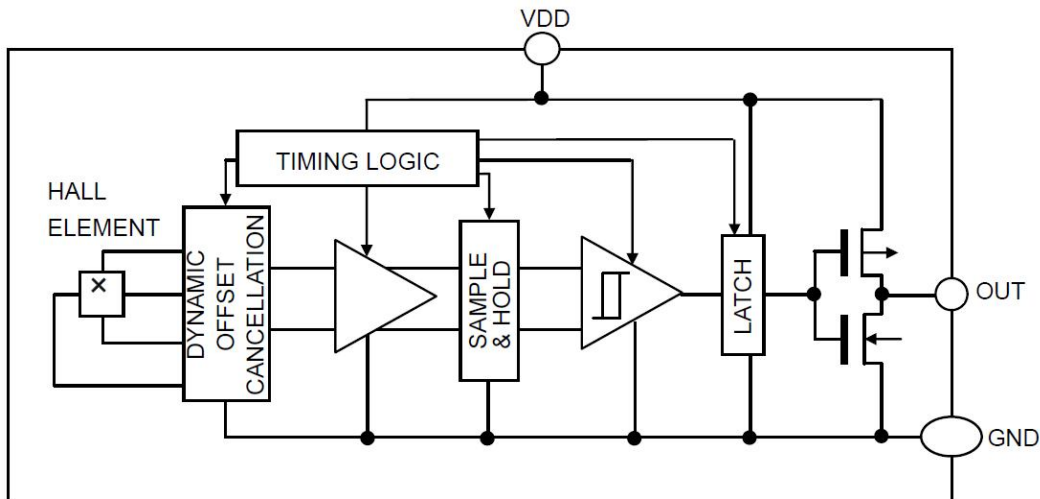 VDD
TIMING LOGIC
HALL
ELEMENT
DYNAMIC
OFFSET
CANCELLATION
SAMPLE
& HOLD
LATCH
OUT
GND